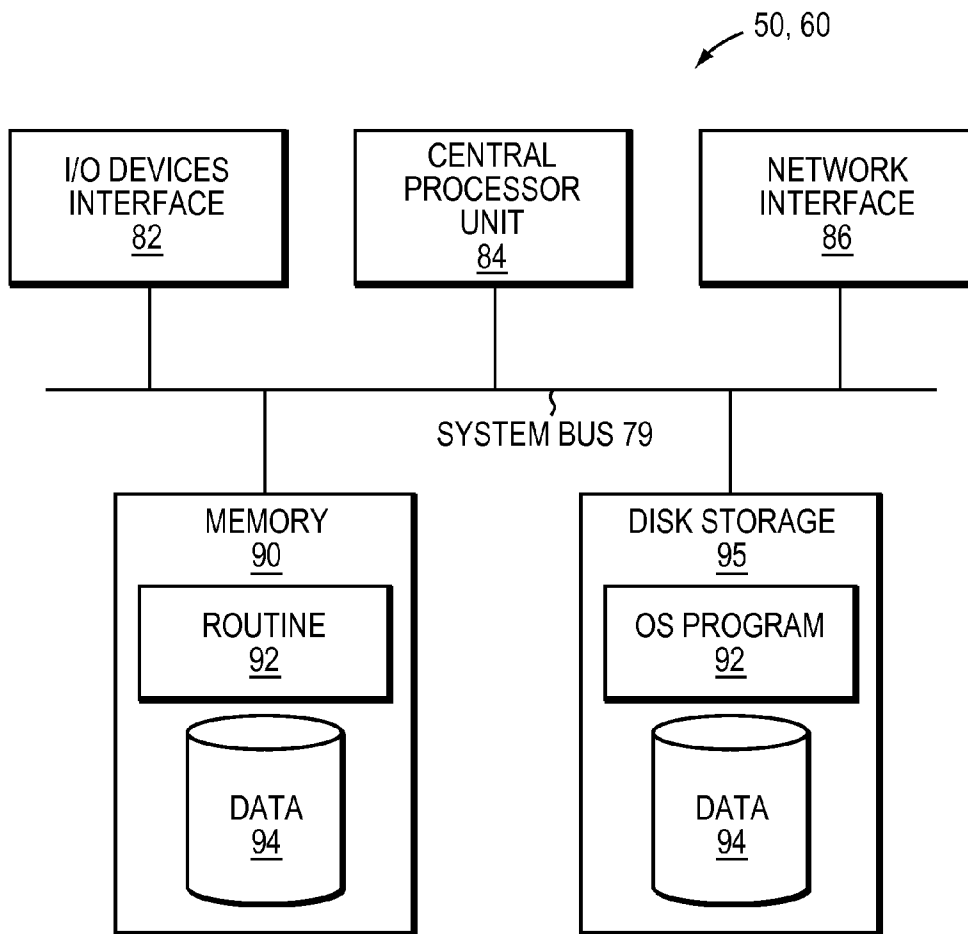 50, 60
I/O DEVICES
INTERFACE
82
CENTRAL
PROCESSOR
UNIT
84
NETWORK
INTERFACE
86
SYSTEM BUS 79
MEMORY
90
ROUTINE
92
DATA
94
DISK STORAGE
95
OS PROGRAM
92
DATA
94